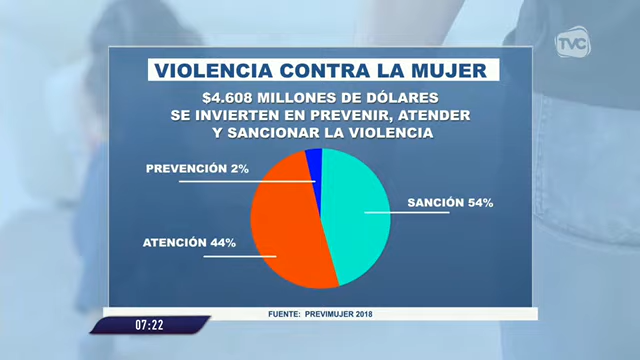 TVC
VIOLENCIA CONTRA LA MUJER
$4.608 MILLONES DE DÓLARES
SE INVIERTEN EN PREVENIR, ATENDER
Y SANCIONAR LA VIOLENCIA
PREVENCIÓN 2%
SANCIÓN 54%
ATENCIÓN 44%
FUENTE: PREVIMUJER 2018
07:22